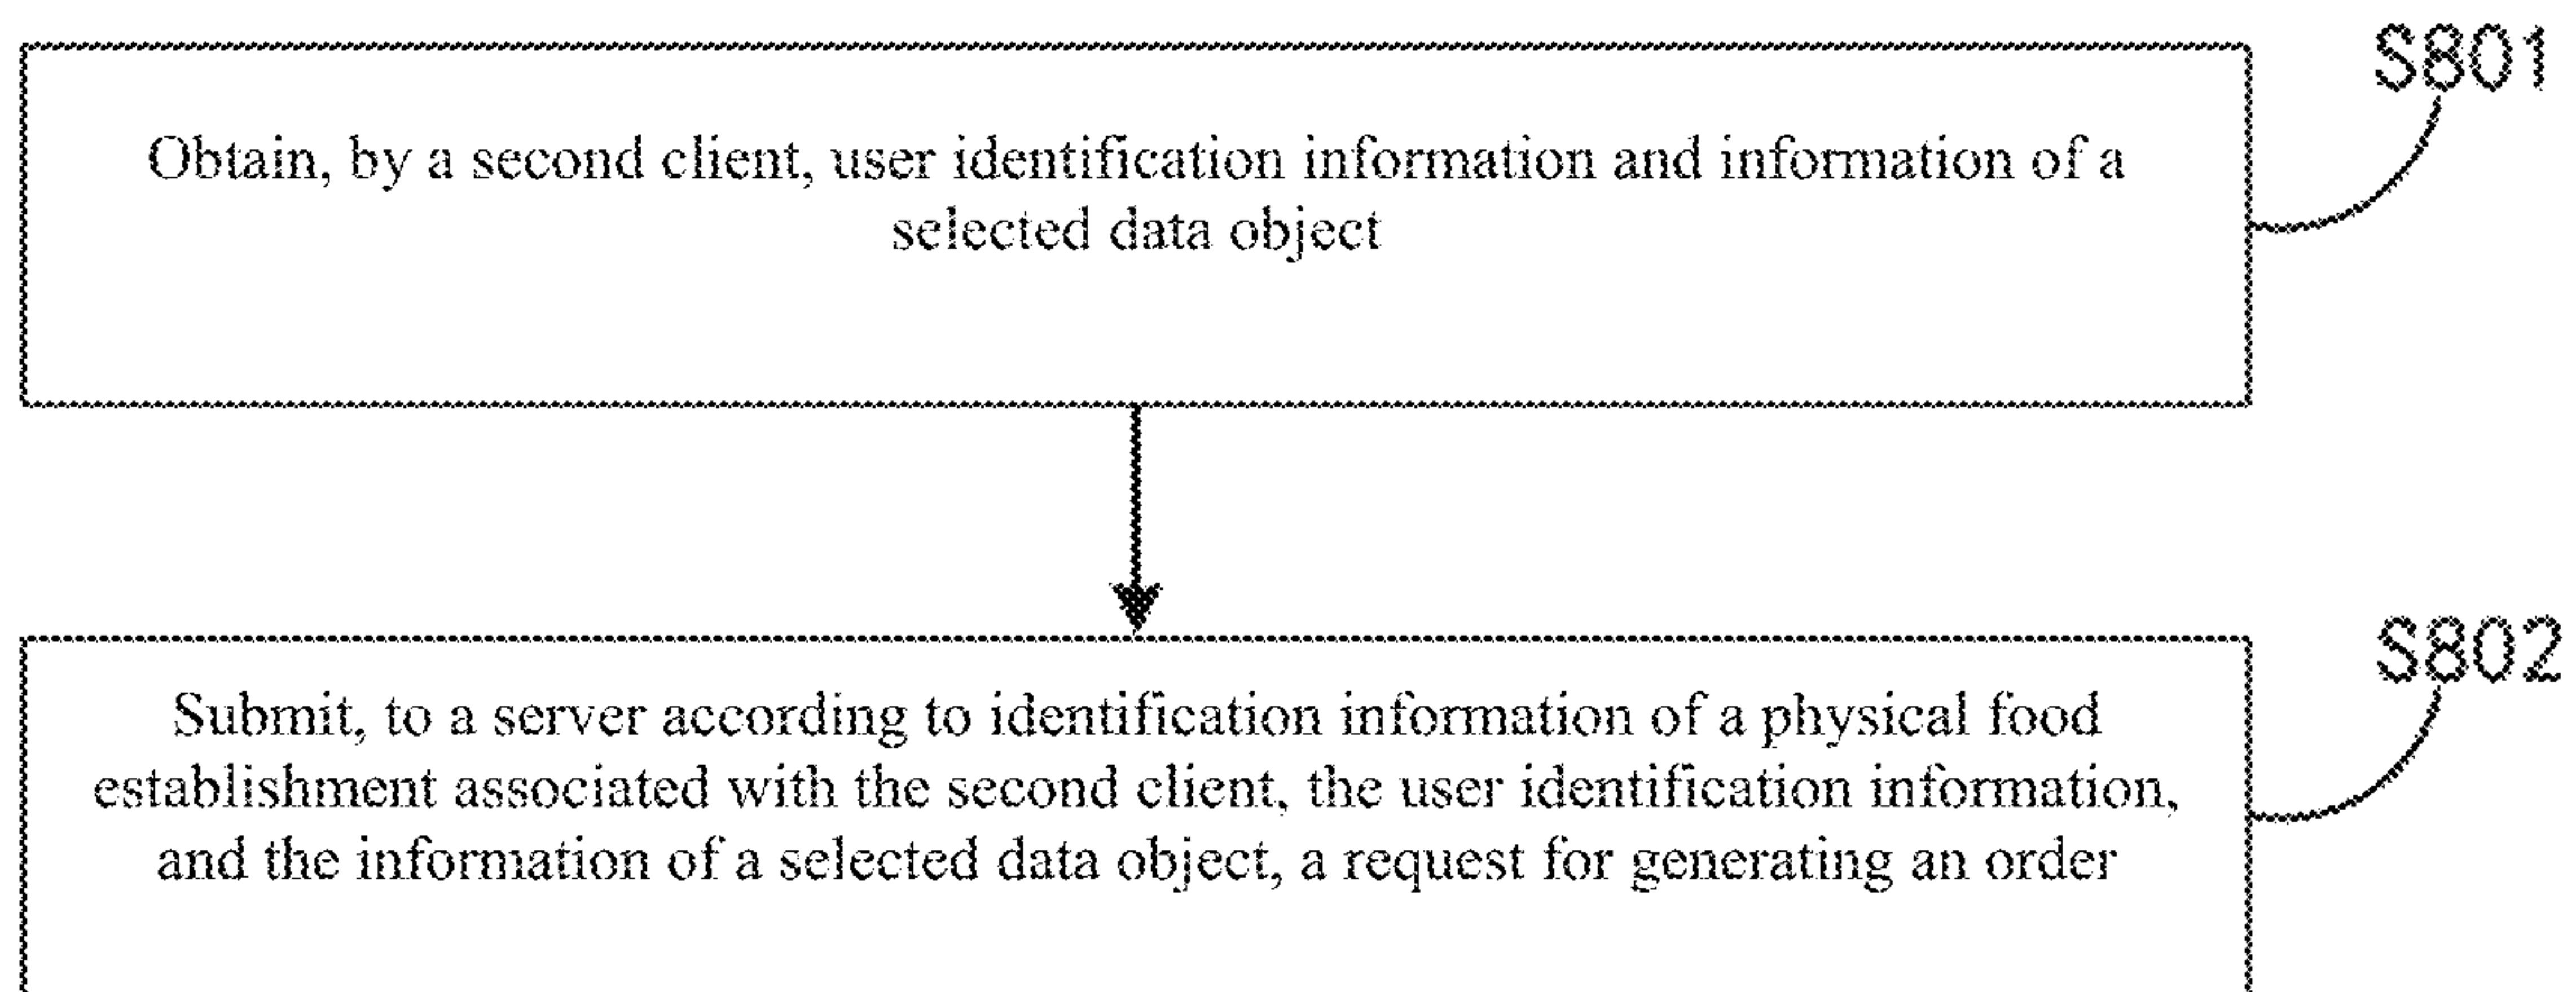 S801
Obtain, by a second client, user identification information and information of a
selected data object
S802
Submit, to a server according to identification information of a physical food
establishment associated with the second client, the user identification information,
and the information of a selected data object, a request for generating an order